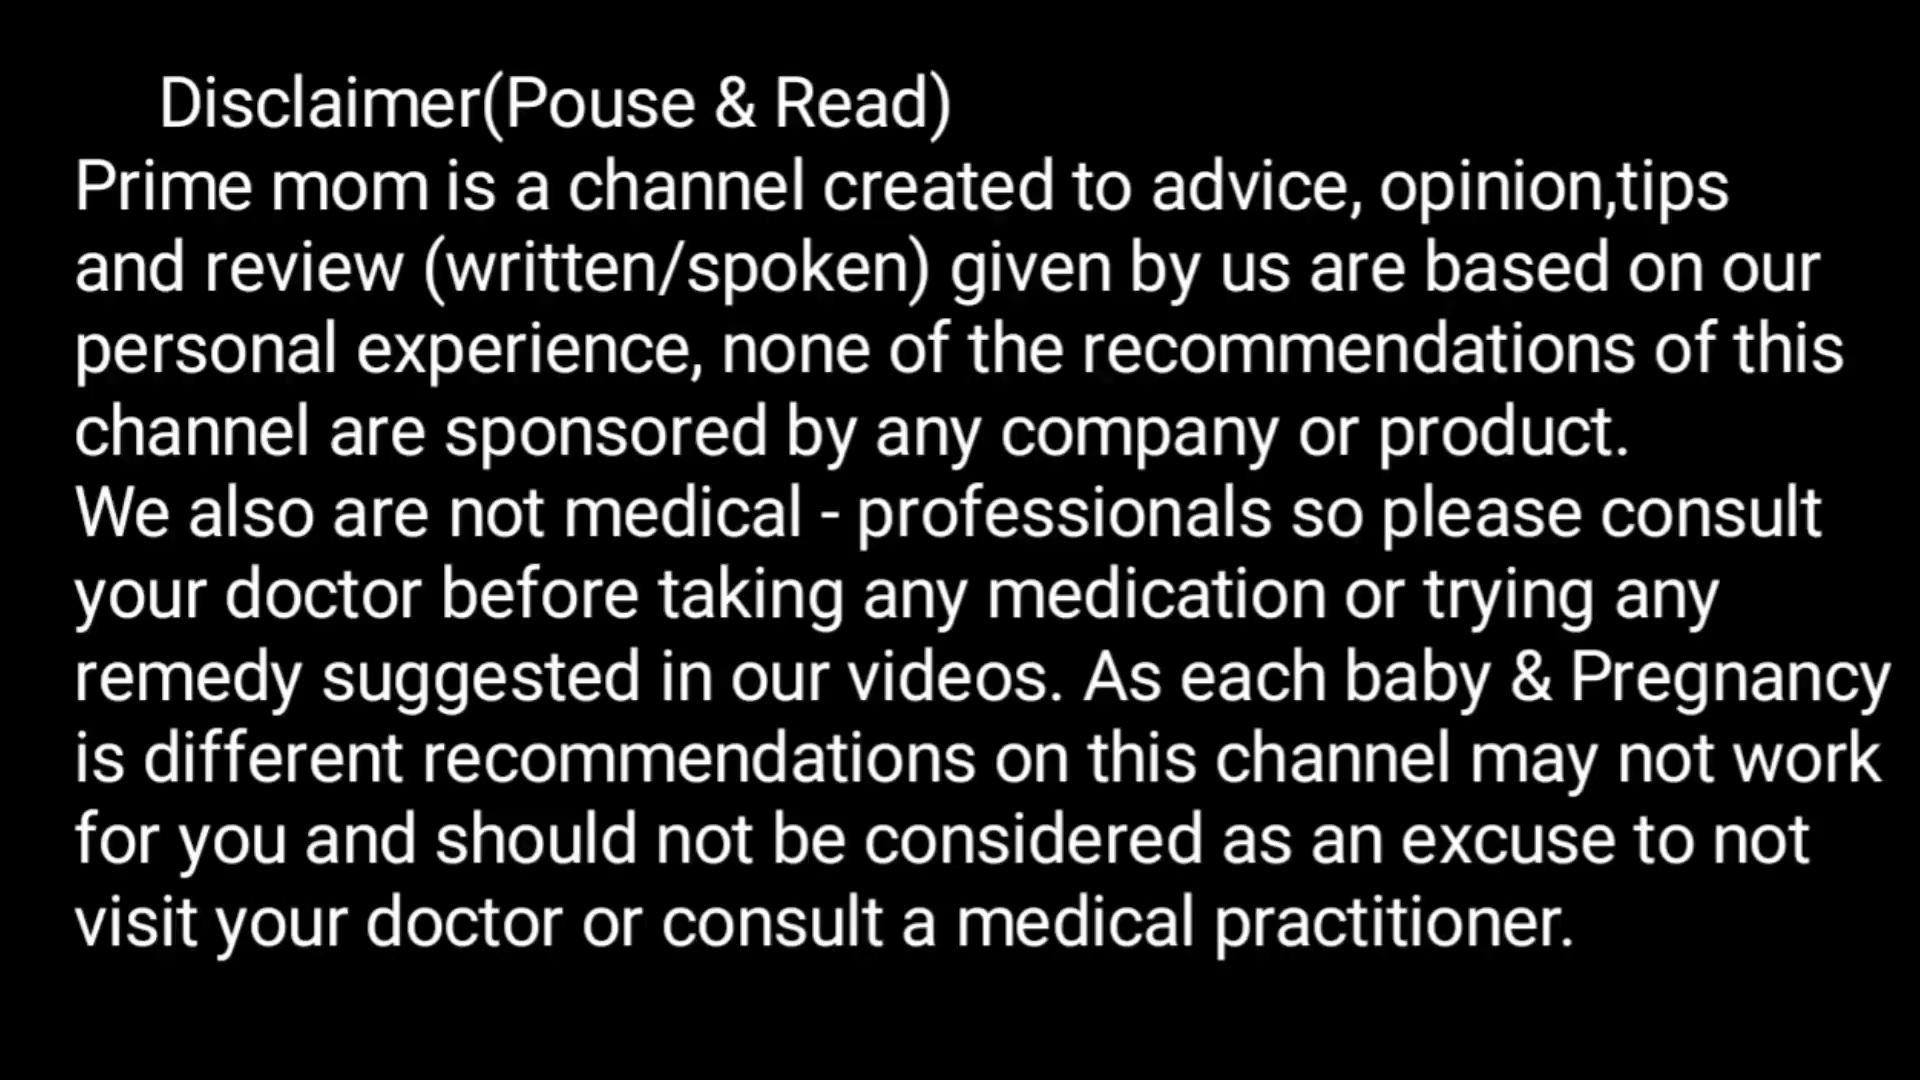 Disclaimer(Pouse & Read)
Prime mom is a channel created to advice, opinion,tips
and review (written/spoken) given by us are based on our
personal experience, none of the recommendations of this
channel are sponsored by any company or product.
We also are not medical - professionals so please consult
your doctor before taking any medication or trying any
remedy suggested in our videos. As each baby & Pregnancy
is different recommendations on this channel may not work
for you and should not be considered as an excuse to not
visit your doctor or consult a medical practitioner.